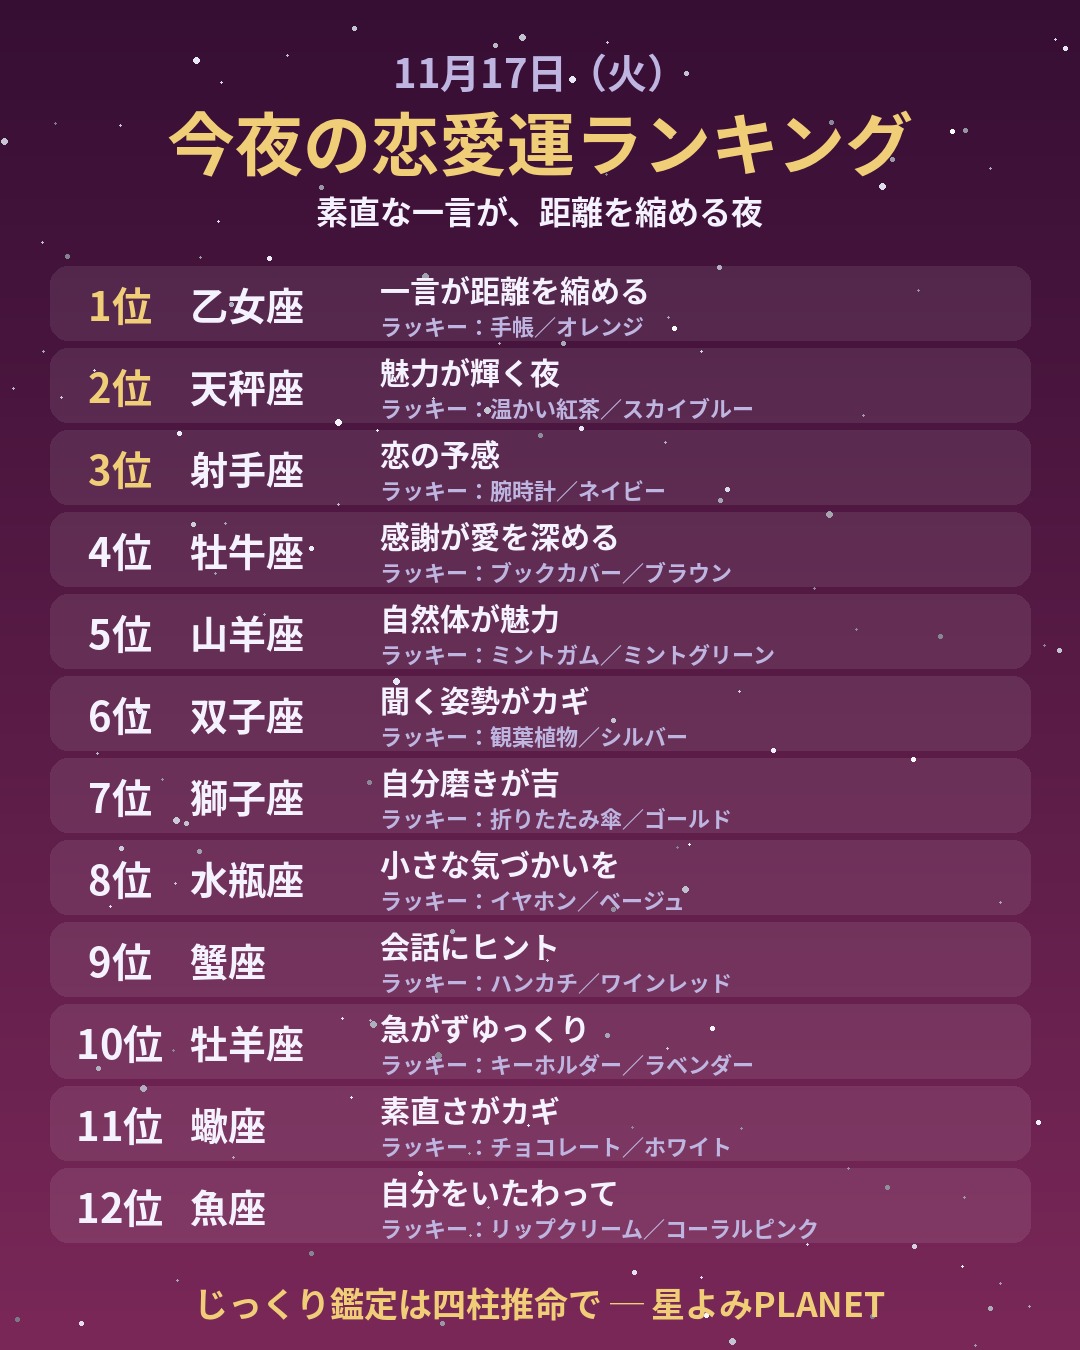 11月17日（火）
今夜の恋愛運ランキング
素直な一言が、距離を縮める夜
1位 乙女座 一言が距離を縮める
ラッキー：手帳／オレンジ
2位 天秤座 魅力が輝く夜
ラッキー：温かい紅茶／スカイブルー
3位 射手座 恋の予感
ラッキー：腕時計／ネイビー
4位 牡牛座 感謝が愛を深める
ラッキー：ブックカバー／ブラウン
5位 山羊座 自然体が魅力
ラッキー：ミントガム／ミントグリーン
6位 双子座 聞く姿勢がカギ
ラッキー：観葉植物／シルバー
7位 獅子座 自分磨きが吉
ラッキー：折りたたみ傘／ゴールド
8位 水瓶座 小さな気づかいを
ラッキー：イヤホン／ベージュ
9位 蟹座 会話にヒント
ラッキー：ハンカチ／ワインレッド
10位 牡羊座 急がずゆっくり
ラッキー：キーホルダー／ラベンダー
11位 蠍座 素直さがカギ
ラッキー：チョコレート／ホワイト
12位 魚座 自分をいたわって
ラッキー：リップクリーム／コーラルピンク
じっくり鑑定は四柱推命で ― 星よみPLANET